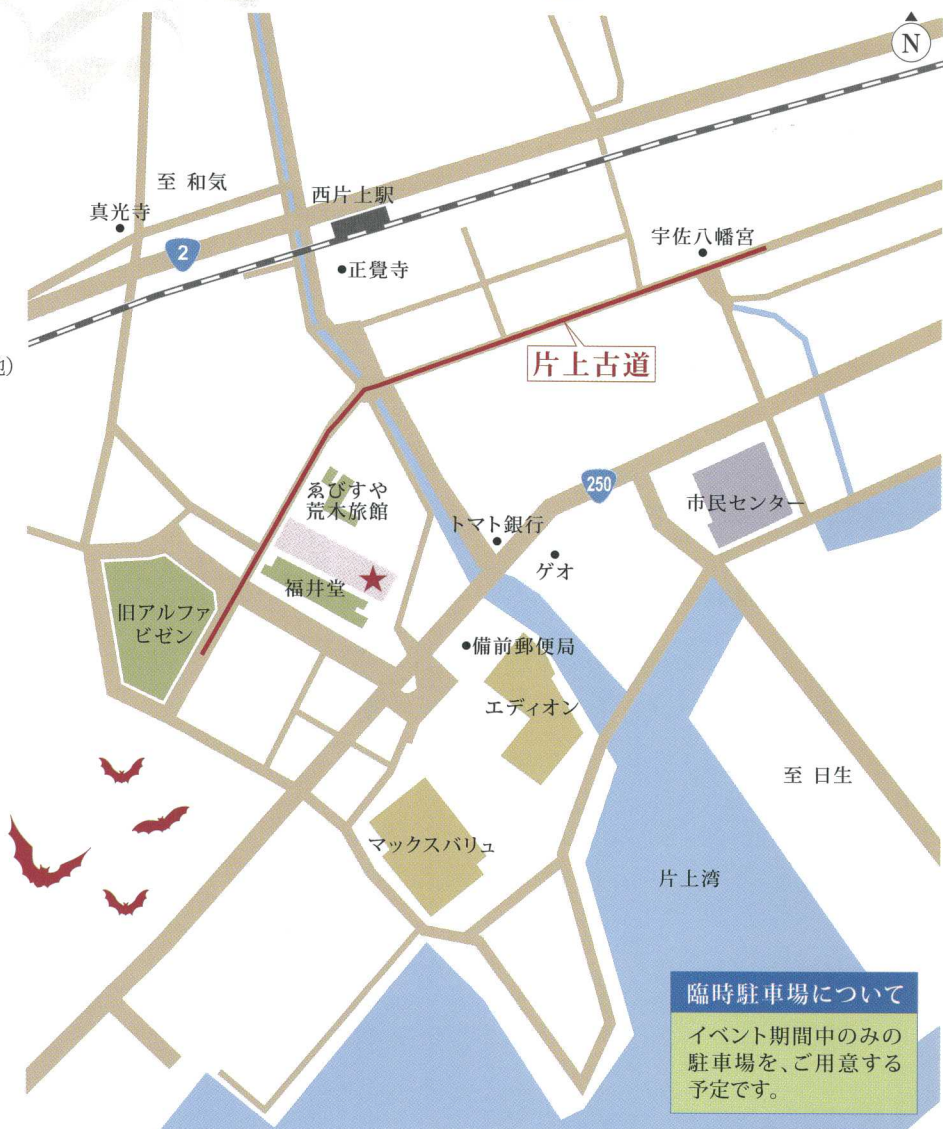 N
至 和気
西片上駅
真光寺
2
宇佐八幡宮
正覺寺
片上古道
250
ゑびすや
荒木旅館
市民センター
トマト銀行
ゲオ
福井堂
旧アルファ
ビゼン
備前郵便局
エディオン
至 日生
マックスバリュ
片上湾
臨時駐車場について
イベント期間中のみの
駐車場を、ご用意する
予定です。